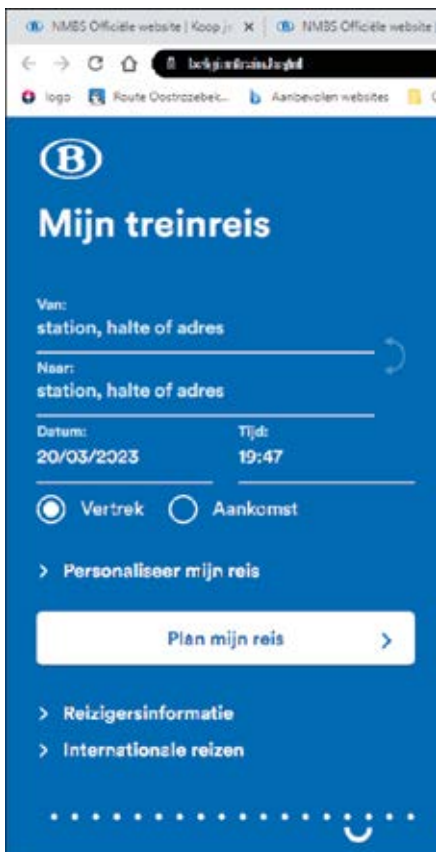 NMBS Officiële website | Koop je
NMBS Officiële website |
logo
Route Oostrozebek...
Aanbevolen websites
B
Mijn treinreis
Van:
station, halte of adres
Naar:
station, halte of adres
Datum:
Tijd:
20/03/2023
19:47
Vertrek
Aankomst
Personaliseer mijn reis
Plan mijn reis
Reizigersinformatie
Internationale reizen